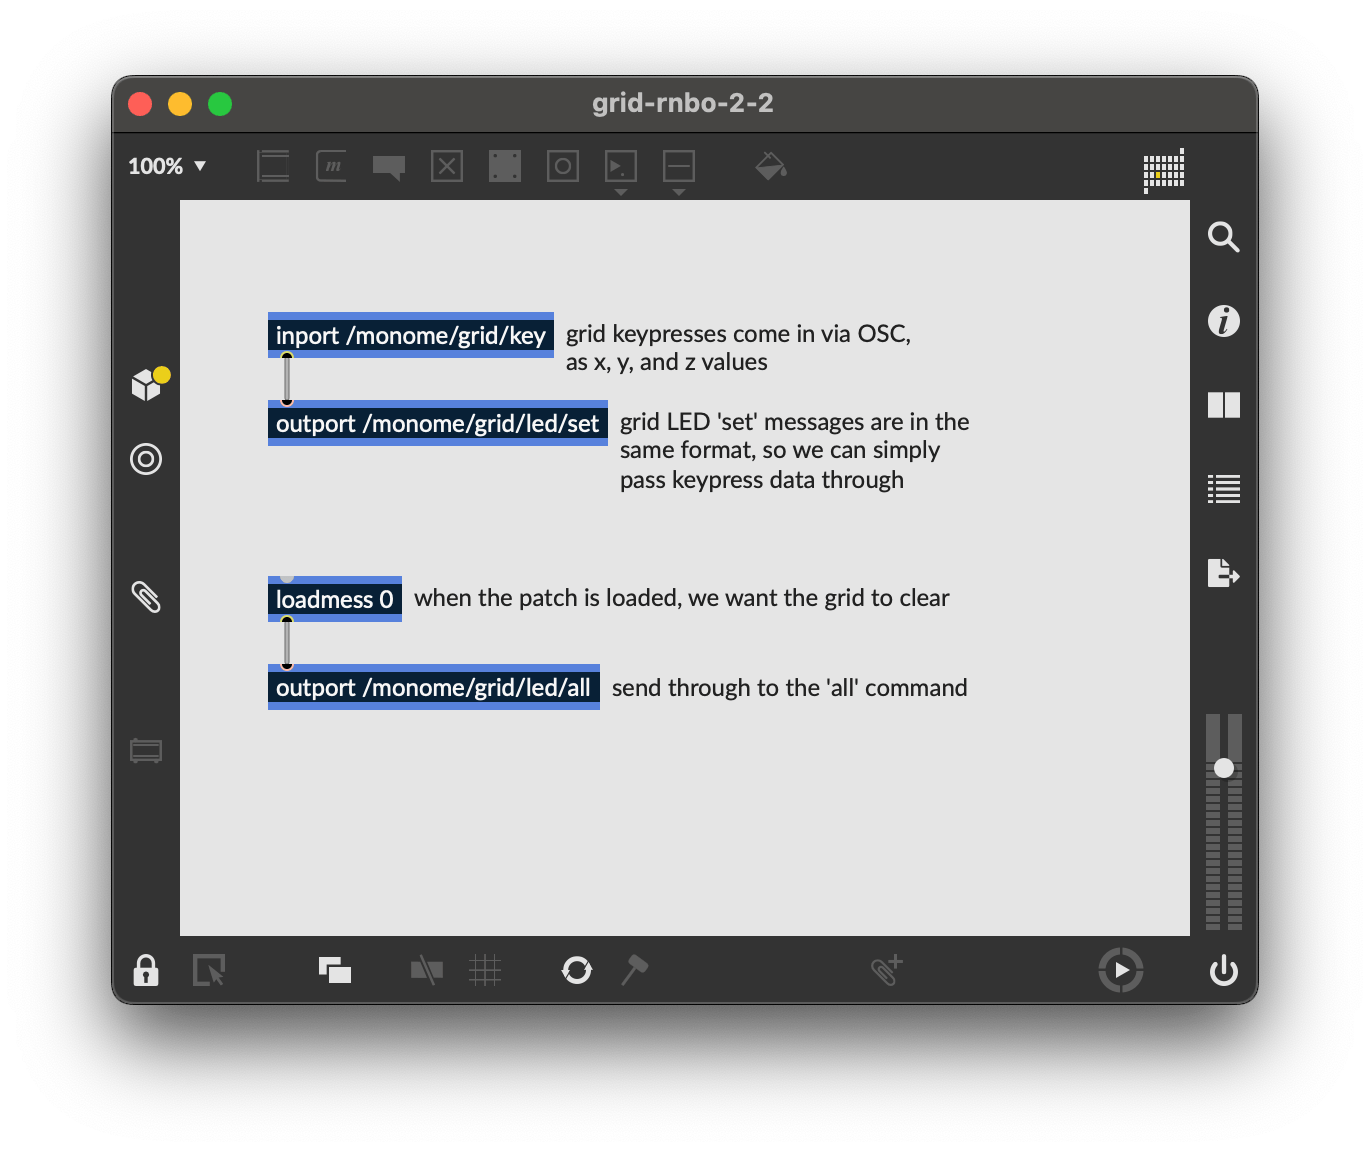 grid-rnbo-2-2
100%
m
inport /monome/grid/key
grid keypresses come in via OSC,
as x, y, and z values
outport /monome/grid/led/set
grid LED 'set' messages are in the
same format, so we can simply
pass keypress data through
loadmess 0
when the patch is loaded, we want the grid to clear
outport /monome/grid/led/all
send through to the 'all' command